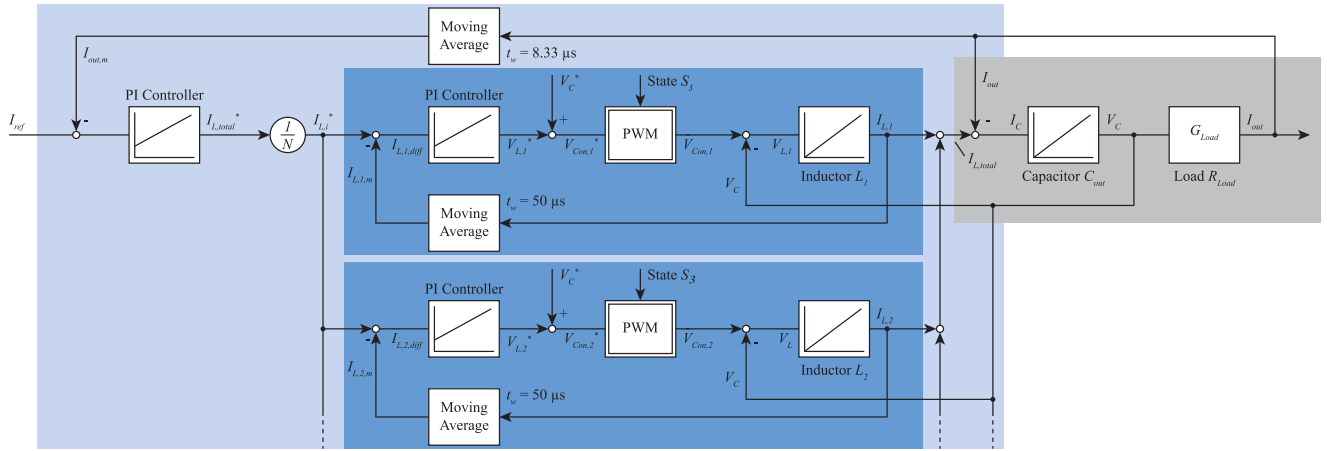 Moving
Average
t_w = 8.33 µs
I_out,m
-
I_ref
PI Controller
I_L,total*
1
N
I_L,i*
-
I_L,1,diff
I_L,1,m
PI Controller
V_L,1*
V_C*
+
V_Con,1*
State S_3
PWM
V_Con,1
-
V_C
V_L,1
Inductor L_1
I_L,1
Moving
Average
t_w = 50 µs
I_L,total
-
I_out
I_C
Capacitor C_out
V_C
G_Load
Load R_Load
I_out
-
I_L,2,diff
I_L,2,m
PI Controller
V_L,2*
V_C*
+
V_Con,2*
State S_3
PWM
V_Con,2
-
V_C
V_L
Inductor L_2
I_L,2
Moving
Average
t_w = 50 µs